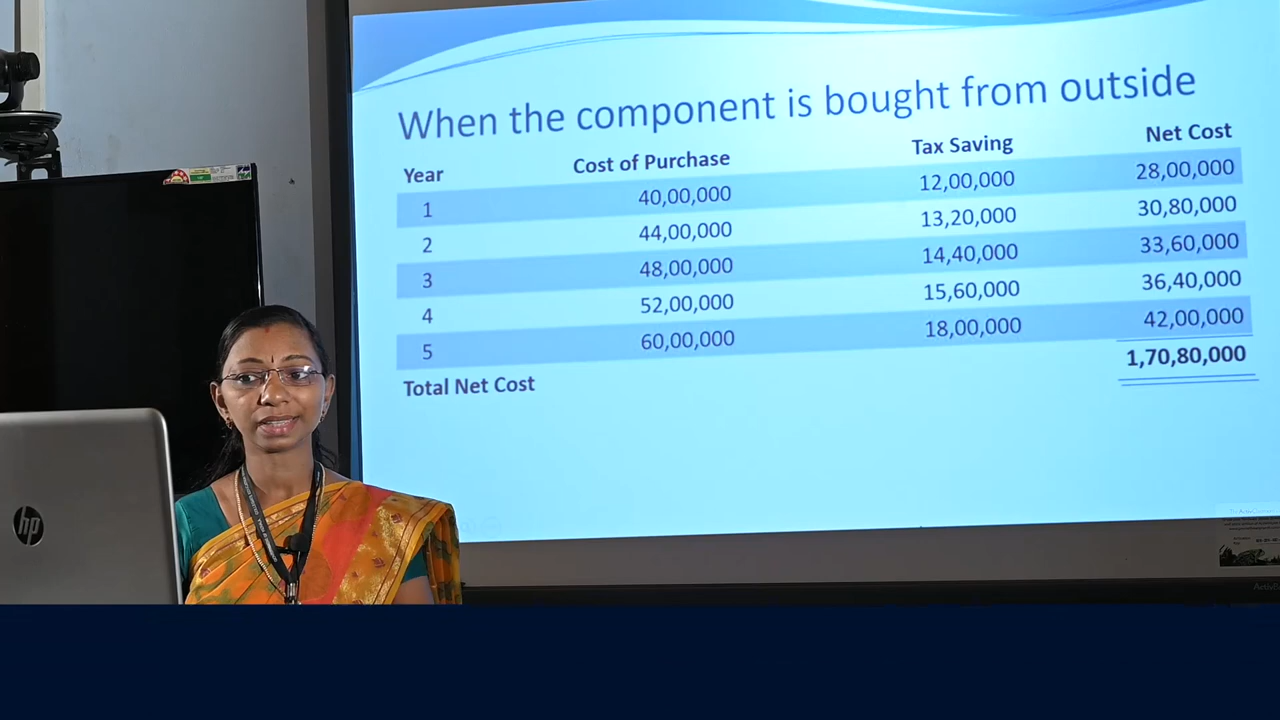 When the component is bought from outside
Year Cost of Purchase Tax Saving Net Cost
1 40,00,000 12,00,000 28,00,000
2 44,00,000 13,20,000 30,80,000
3 48,00,000 14,40,000 33,60,000
4 52,00,000 15,60,000 36,40,000
5 60,00,000 18,00,000 42,00,000
Total Net Cost 1,70,80,000
hp